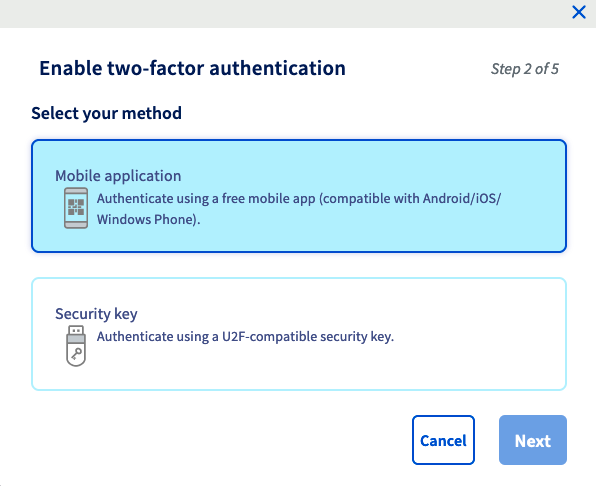 Enable two-factor authentication
Step 2 of 5
Select your method
Mobile application
Authenticate using a free mobile app (compatible with Android/iOS/
Windows Phone).
Security key
Authenticate using a U2F-compatible security key.
Cancel
Next